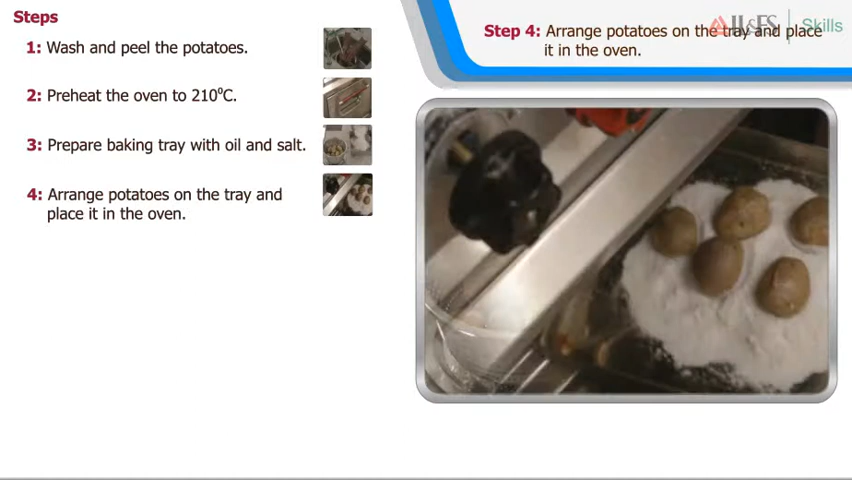 Steps
1: Wash and peel the potatoes.
2: Preheat the oven to 210⁰C.
3: Prepare baking tray with oil and salt.
4: Arrange potatoes on the tray and
place it in the oven.
Step 4: Arrange potatoes on the tray and place
it in the oven.
IL&FS | Skills